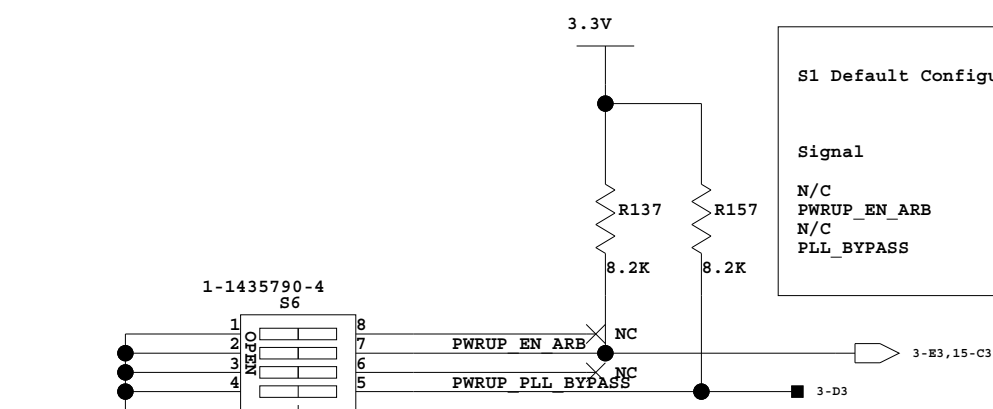 3.3V
S1 Default Configu
Signal
N/C
PWRUP_EN_ARB
N/C
PLL_BYPASS
R137
R157
8.2K
8.2K
1-1435790-4
S6
OPEN
1
2
3
4
8
7
6
5
NC
PWRUP_EN_ARB
3-E3,15-C3
NC
PWRUP_PLL_BYPASS
3-D3